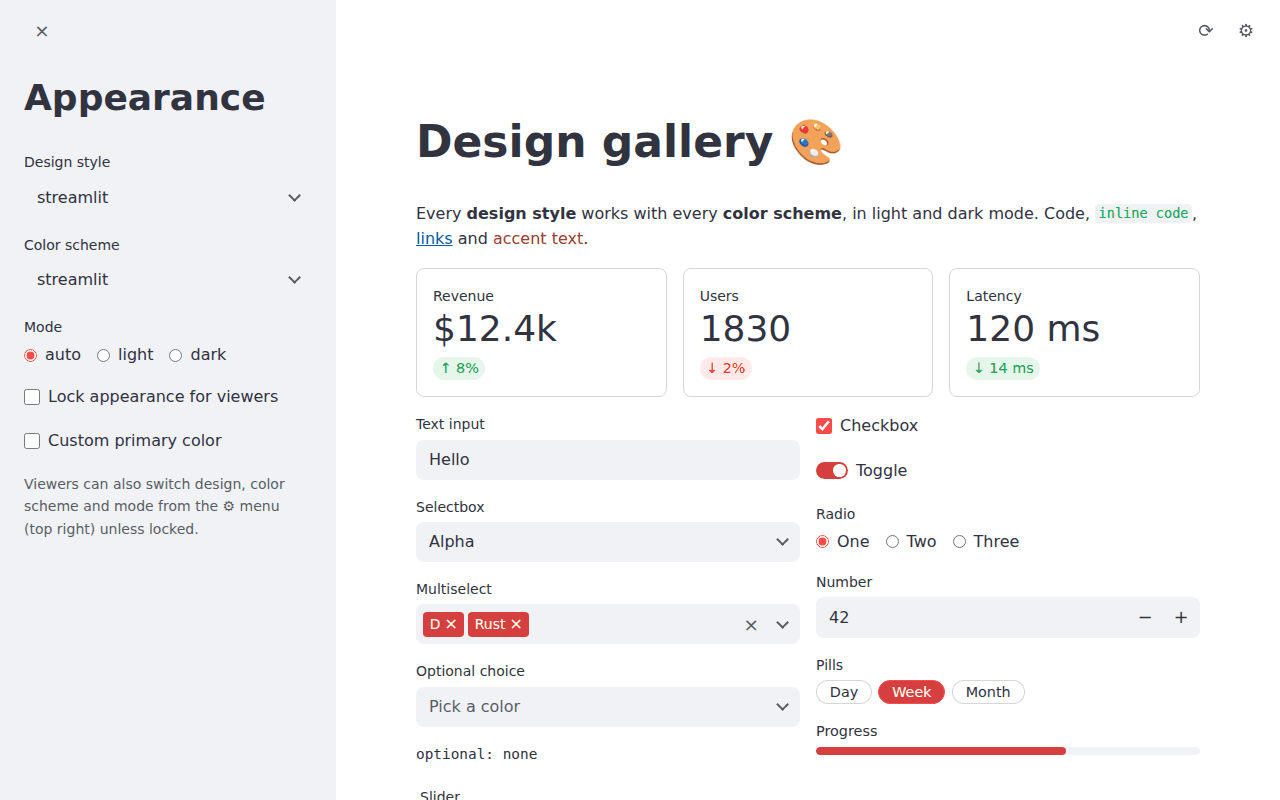 Appearance
Design style
streamlit
Color scheme
streamlit
Mode
auto light dark
Lock appearance for viewers
Custom primary color
Viewers can also switch design, color
scheme and mode from the ⚙ menu
(top right) unless locked.
Design gallery 🎨
Every design style works with every color scheme, in light and dark mode. Code, inline code,
links and accent text.
Revenue
$12.4k
↑ 8%
Users
1830
↓ 2%
Latency
120 ms
↓ 14 ms
Text input
Hello
Selectbox
Alpha
Multiselect
D Rust
Optional choice
Pick a color
optional: none
Slider
Checkbox
Toggle
Radio
One Two Three
Number
42
Pills
Day Week Month
Progress